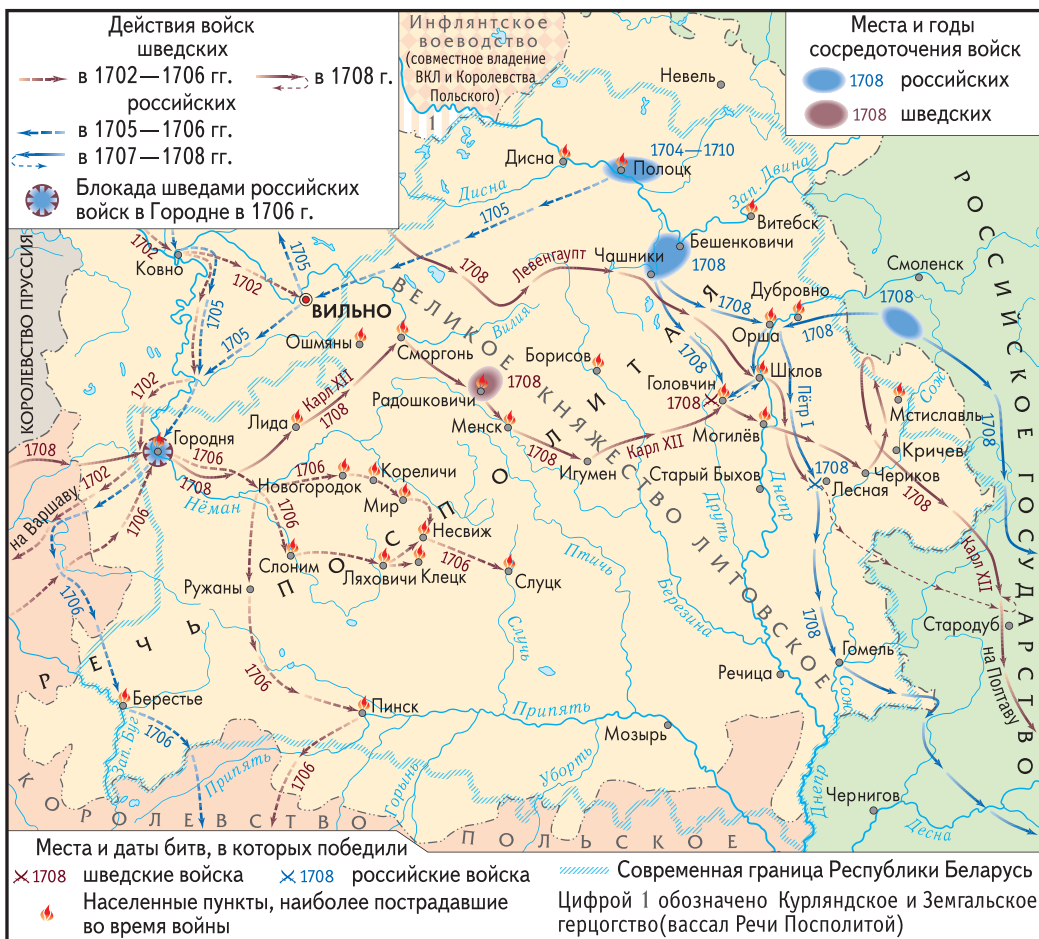 Действия войск
шведских
в 1702—1706 гг.
в 1708 г.
российских
в 1705—1706 гг.
в 1707—1708 гг.
Блокада шведами российских
войск в Городне в 1706 г.
Инфлянтское
воеводство
(совместное владение
ВКЛ и Королевства
Польского)
1
Места и годы
сосредоточения войск
1708 российских
1708 шведских
Невель
Дисна
1704—1710
Полоцк
Дисна
Зап. Двина
1705
Витебск
Бешенковичи
1708
Чашники
Левенгаупт
1708
1702
Ковно
1702
1705
1705
1705
ВИЛЬНО
КОРОЛЕВСТВО ПРУССИЯ
РОССИЙСКОЕ ГОСУДАРСТВО
Смоленск
1708
Дубровно
1708
1708
Орша
1708
Ошмяны
Сморгонь
Вилия
Борисов
ВЕЛИКОЕ КНЯЖЕСТВО ЛИТОВСКОЕ
РЕЧЬ ПОСПОЛИТАЯ
1702
Карл XII
1708
Радошковичи
1708
Головчин
1708
Шклов
Пётр I
Сож
Мстиславль
1708
Лида
Менск
1708
Игумен
Карл XII
Могилёв
Кричев
Чериков
1708
Городня
1708
1702
1706
1708
1706
Новогородок
Кореличи
Мир
Неман
на Варшаву
1706
1706
Несвиж
1706
Слоним
Ляховичи
Клецк
Слуцк
Старый Быхов
Друть
Днепр
1708
Лесная
Карл XII
Стародуб
на Полтаву
Ружаны
Птичь
Березина
Случь
1706
1706
1708
Гомель
Речица
Сож
Берестье
Пинск
Припять
Мозырь
1706
Зап. Буг
Припять
1706
Горынь
Уборть
Днепр
Чернигов
Десна
КОРОЛЕВСТВО ПОЛЬСКОЕ
Места и даты битв, в которых победили
1708 шведские войска
1708 российские войска
Населенные пункты, наиболее пострадавшие
во время войны
Современная граница Республики Беларусь
Цифрой 1 обозначено Курляндское и Земгальское
герцогство(вассал Речи Посполитой)